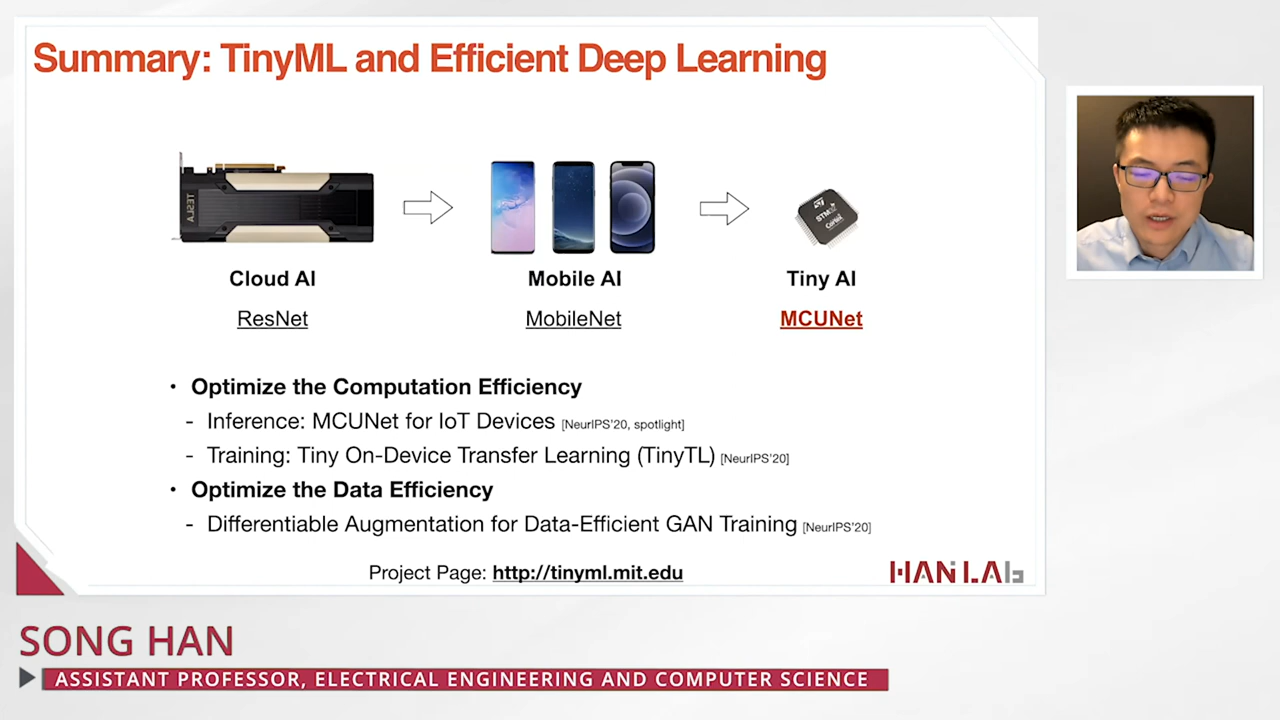 Summary: TinyML and Efficient Deep Learning
TESLA
STM32
Cortex
Cloud AI
Mobile AI
Tiny AI
ResNet
MobileNet
MCUNet
• Optimize the Computation Efficiency
- Inference: MCUNet for IoT Devices [NeurIPS'20, spotlight]
- Training: Tiny On-Device Transfer Learning (TinyTL) [NeurIPS'20]
• Optimize the Data Efficiency
- Differentiable Augmentation for Data-Efficient GAN Training [NeurIPS'20]
Project Page: http://tinyml.mit.edu
HAN LAb
SONG HAN
ASSISTANT PROFESSOR, ELECTRICAL ENGINEERING AND COMPUTER SCIENCE